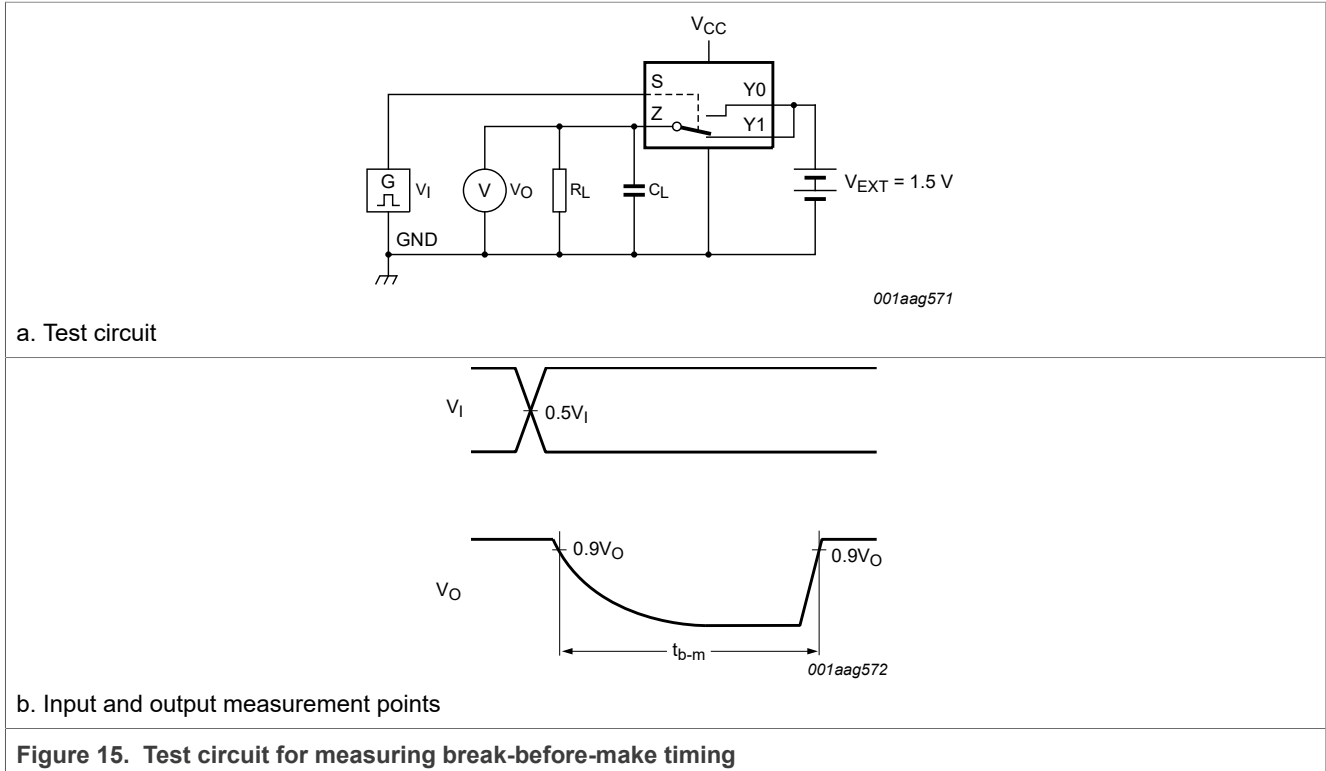 VCC
S
Y0
Z
Y1
G
VI
V
VO
RL
CL
VEXT = 1.5 V
GND
001aag571
a. Test circuit
VI
0.5VI
0.9VO
0.9VO
VO
tb-m
001aag572
b. Input and output measurement points
Figure 15. Test circuit for measuring break-before-make timing